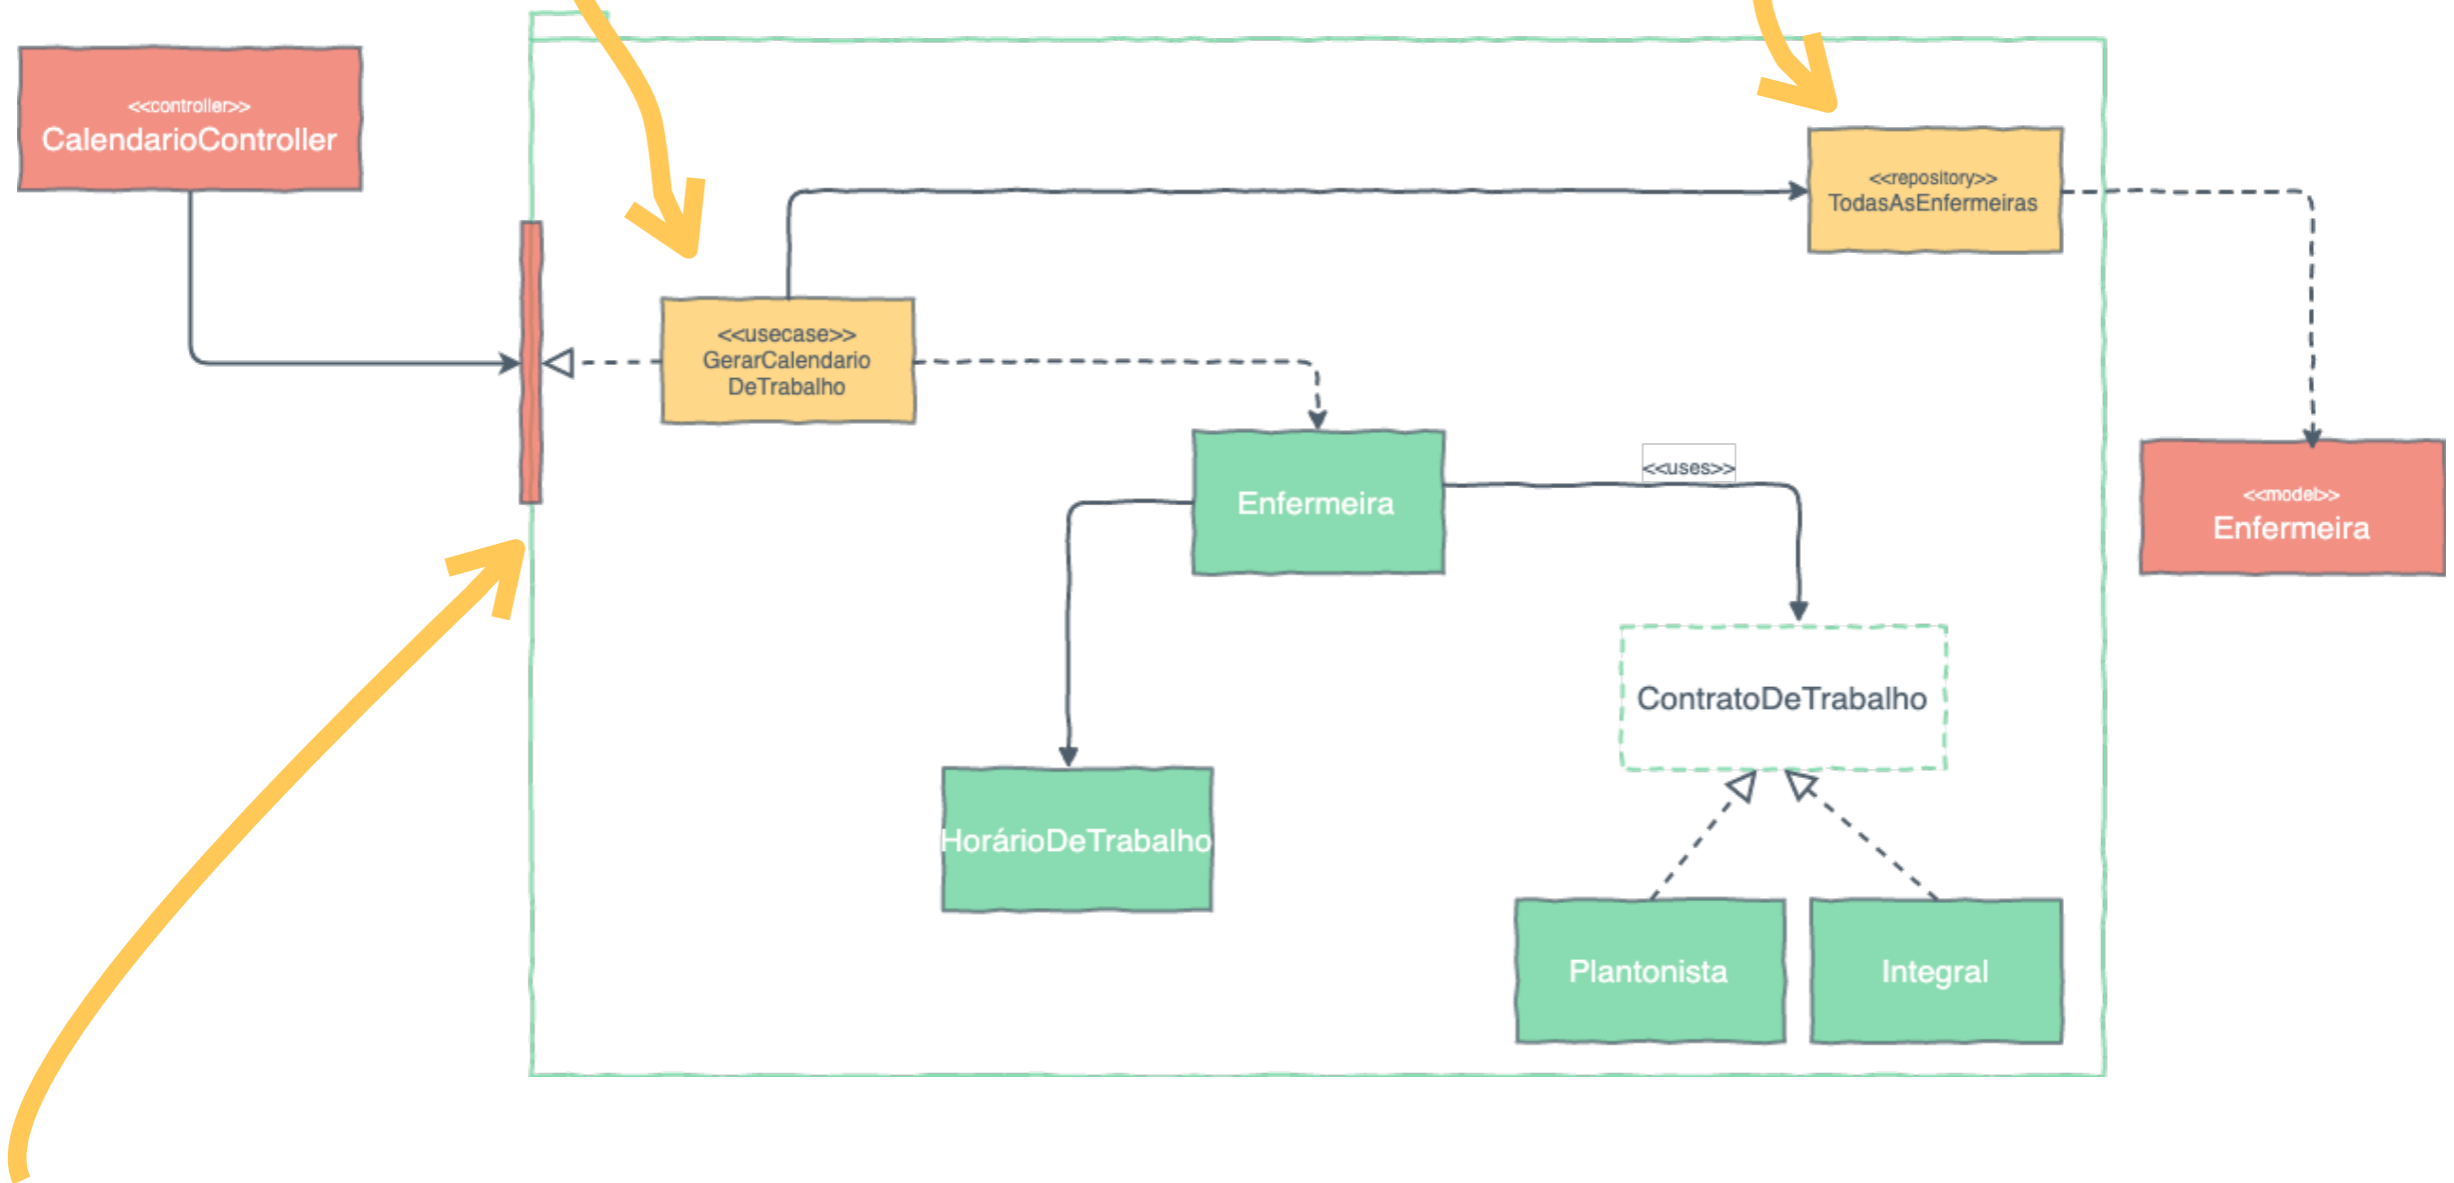 <<controller>>
CalendarioController
<<repository>>
TodasAsEnfermeiras
<<usecase>>
GerarCalendario
DeTrabalho
Enfermeira
<<uses>>
<<model>>
Enfermeira
ContratoDeTrabalho
HorárioDeTrabalho
Plantonista
Integral